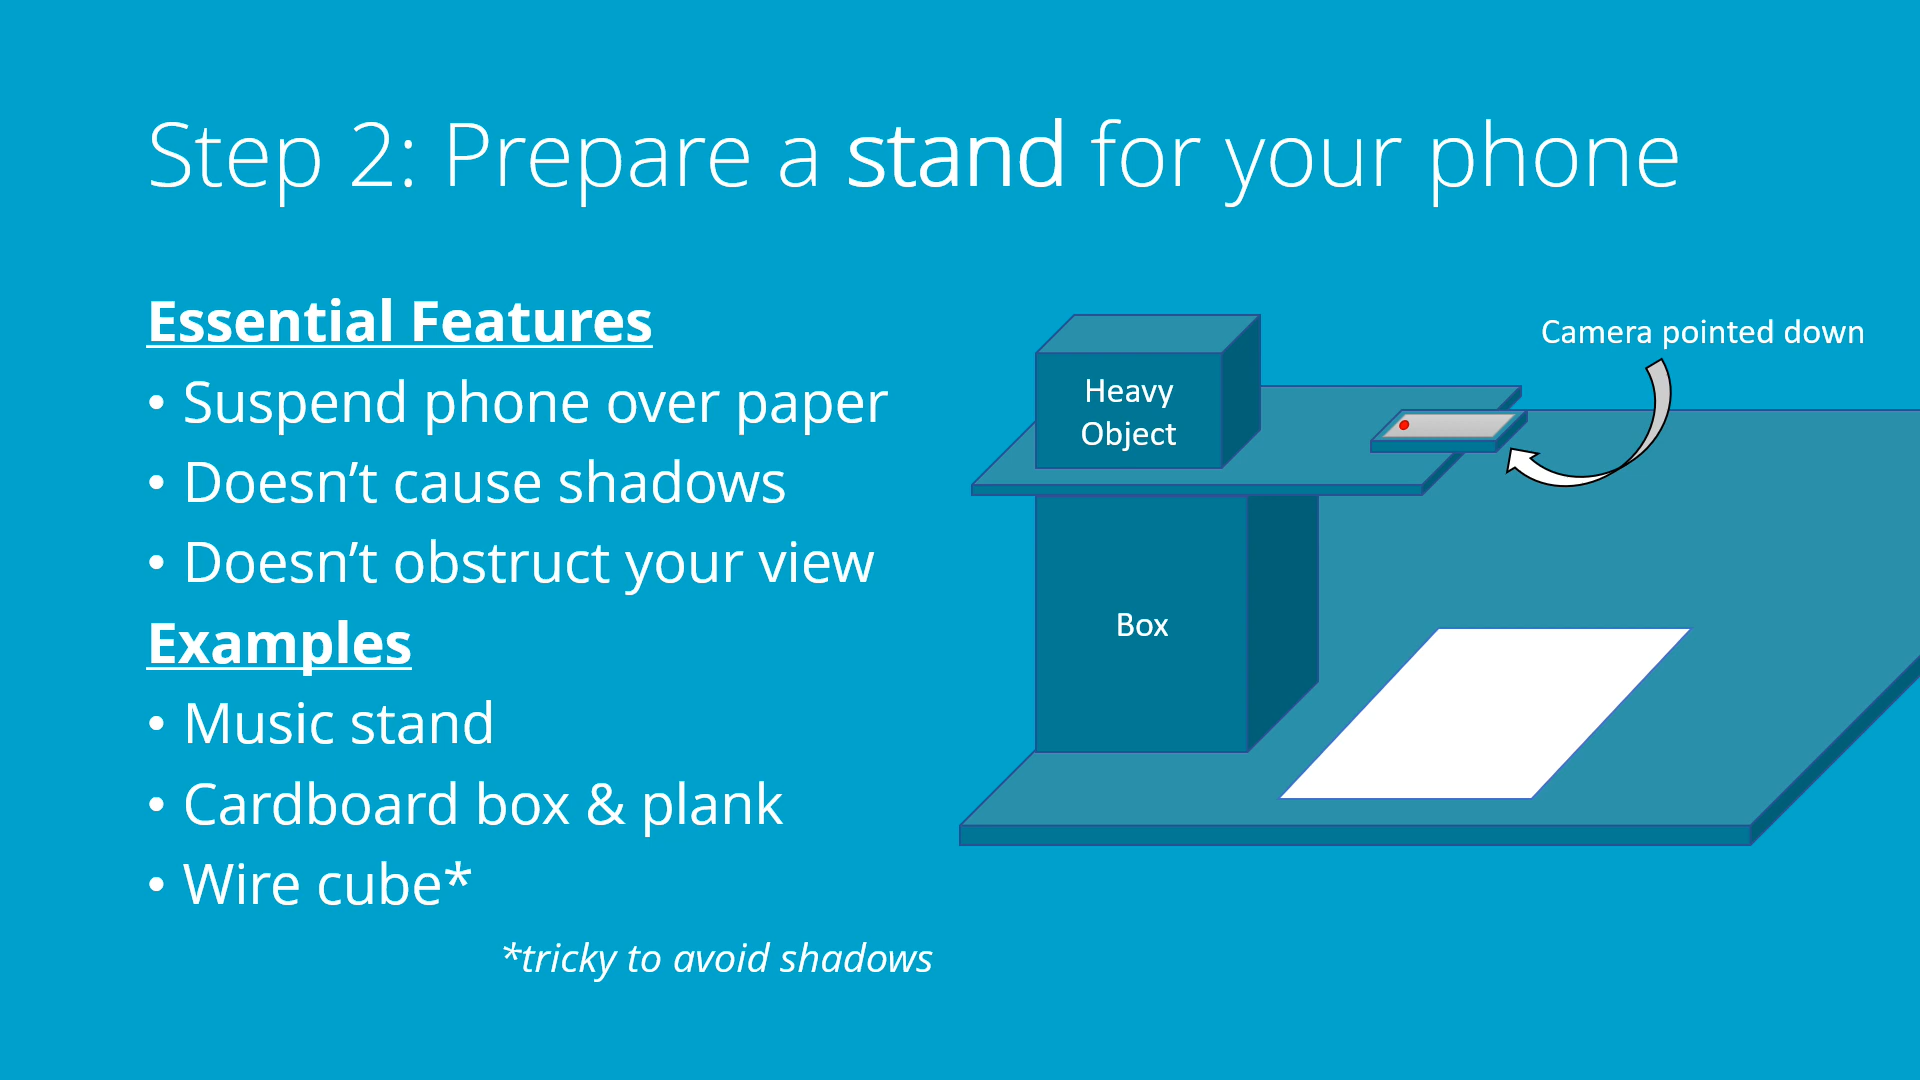 Step 2: Prepare a stand for your phone
Essential Features
• Suspend phone over paper
• Doesn’t cause shadows
• Doesn’t obstruct your view
Examples
• Music stand
• Cardboard box & plank
• Wire cube*
*tricky to avoid shadows
Camera pointed down
Heavy
Object
Box